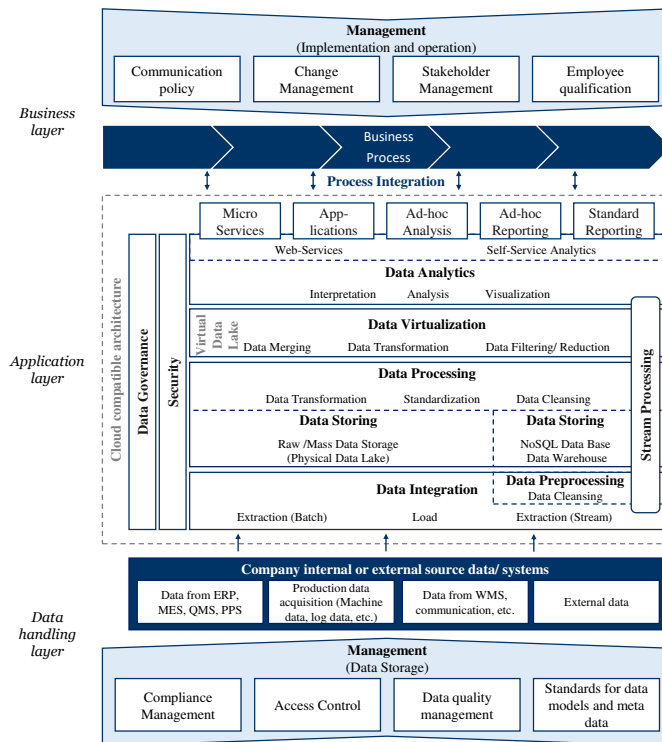 Management
(Implementation and operation)
Communication
policy
Change
Management
Stakeholder
Management
Employee
qualification
Business
layer
Business
Process
Process Integration
Micro
Services
App-
lications
Ad-hoc
Analysis
Ad-hoc
Reporting
Standard
Reporting
Web-Services
Self-Service Analytics
Data Analytics
Interpretation
Analysis
Visualization
Cloud compatible architecture
Data Governance
Security
Virtual
Data
Lake
Data Virtualization
Data Merging
Data Transformation
Data Filtering/ Reduction
Application
layer
Data Processing
Data Transformation
Standardization
Data Cleansing
Stream Processing
Data Storing
Raw /Mass Data Storage
(Physical Data Lake)
Data Storing
NoSQL Data Base
Data Warehouse
Data Preprocessing
Data Cleansing
Data Integration
Extraction (Batch)
Load
Extraction (Stream)
Company internal or external source data/ systems
Data from ERP,
MES, QMS, PPS
Production data
acquisition (Machine
data, log data, etc.)
Data from WMS,
communication, etc.
External data
Data
handling
layer
Management
(Data Storage)
Compliance
Management
Access Control
Data quality
management
Standards for data
models and meta
data